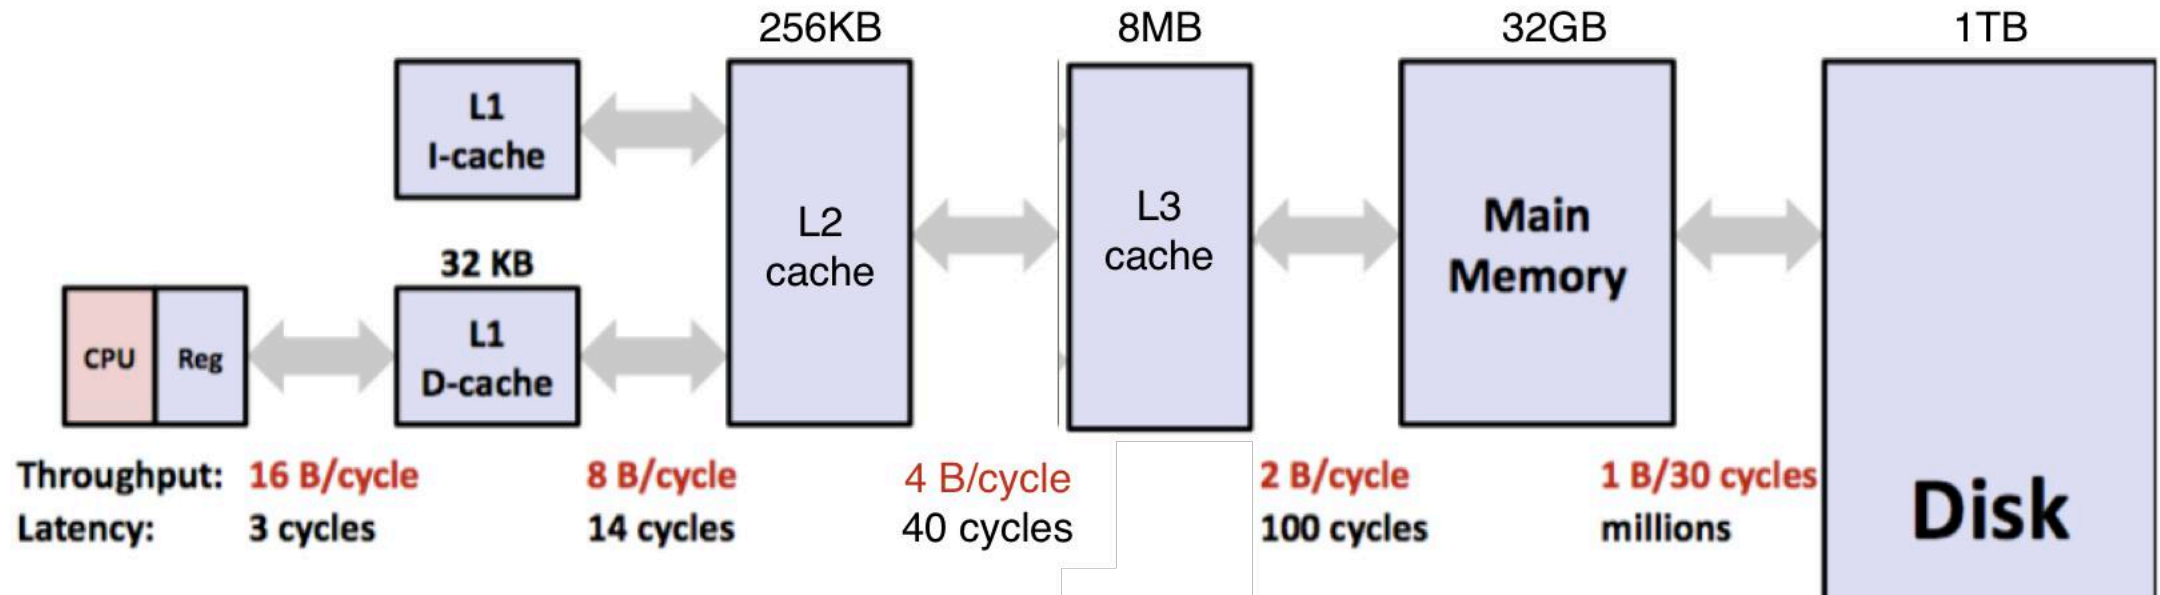 256KB
8MB
32GB
1TB
L1
I-cache
L2
cache
L3
cache
Main
Memory
32 KB
CPU
Reg
L1
D-cache
Disk
Throughput: 16 B/cycle 8 B/cycle 4 B/cycle 2 B/cycle 1 B/30 cycles
Latency: 3 cycles 14 cycles 40 cycles 100 cycles millions